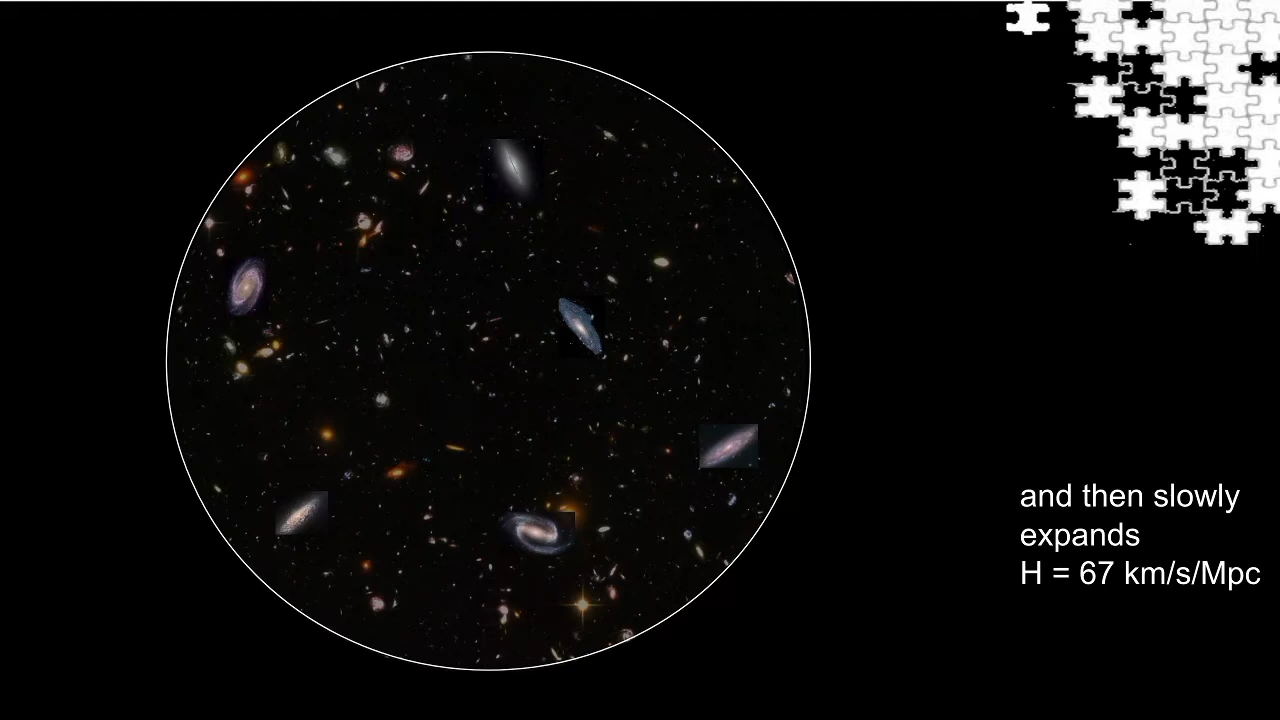 and then slowly
expands
H = 67 km/s/Mpc